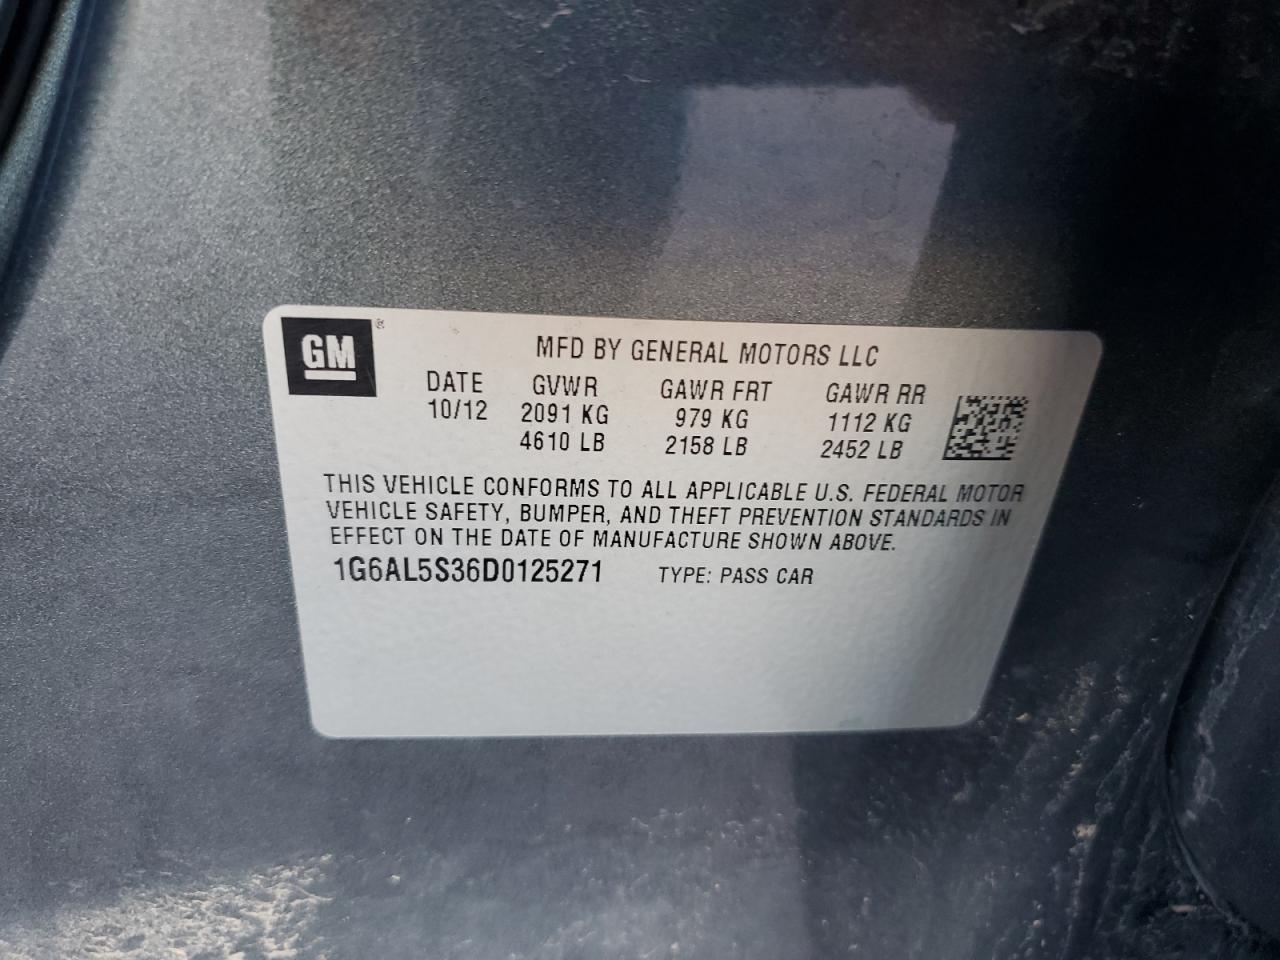 GM®
MFD BY GENERAL MOTORS LLC
DATE GVWR GAWR FRT GAWR RR
10/12 2091 KG 979 KG 1112 KG
4610 LB 2158 LB 2452 LB
THIS VEHICLE CONFORMS TO ALL APPLICABLE U.S. FEDERAL MOTOR
VEHICLE SAFETY, BUMPER, AND THEFT PREVENTION STANDARDS IN
EFFECT ON THE DATE OF MANUFACTURE SHOWN ABOVE.
1G6AL5S36D0125271 TYPE: PASS CAR